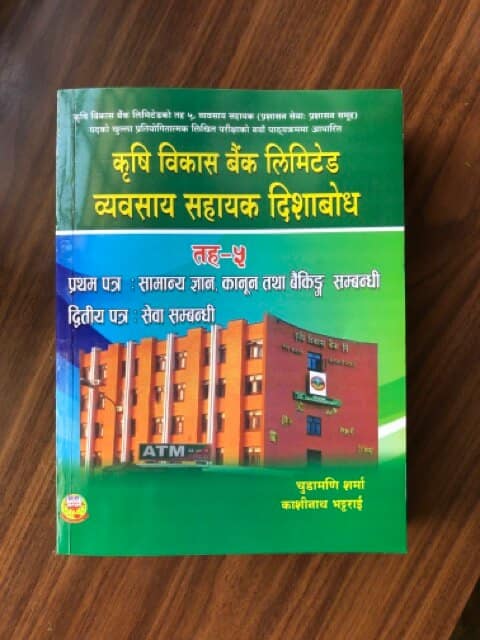 कृषि विकास बैंक लिमिटेडको तह ५, व्यवसाय सहायक (प्रशासन सेवा: प्रशासन समूह)
पदको खुल्ला प्रतियोगितात्मक लिखित परीक्षाको नयाँ पाठ्यक्रममा आधारित
कृषि विकास बैंक लिमिटेड
व्यवसाय सहायक दिशाबोध
तह-५
प्रथम पत्र : सामान्य ज्ञान, कानून तथा बैंकिङ्ग सम्बन्धी
द्वितीय पत्र : सेवा सम्बन्धी
कृषि विकास बैंक लि
ATM
चुडामणि शर्मा
काशीनाथ भट्टराई